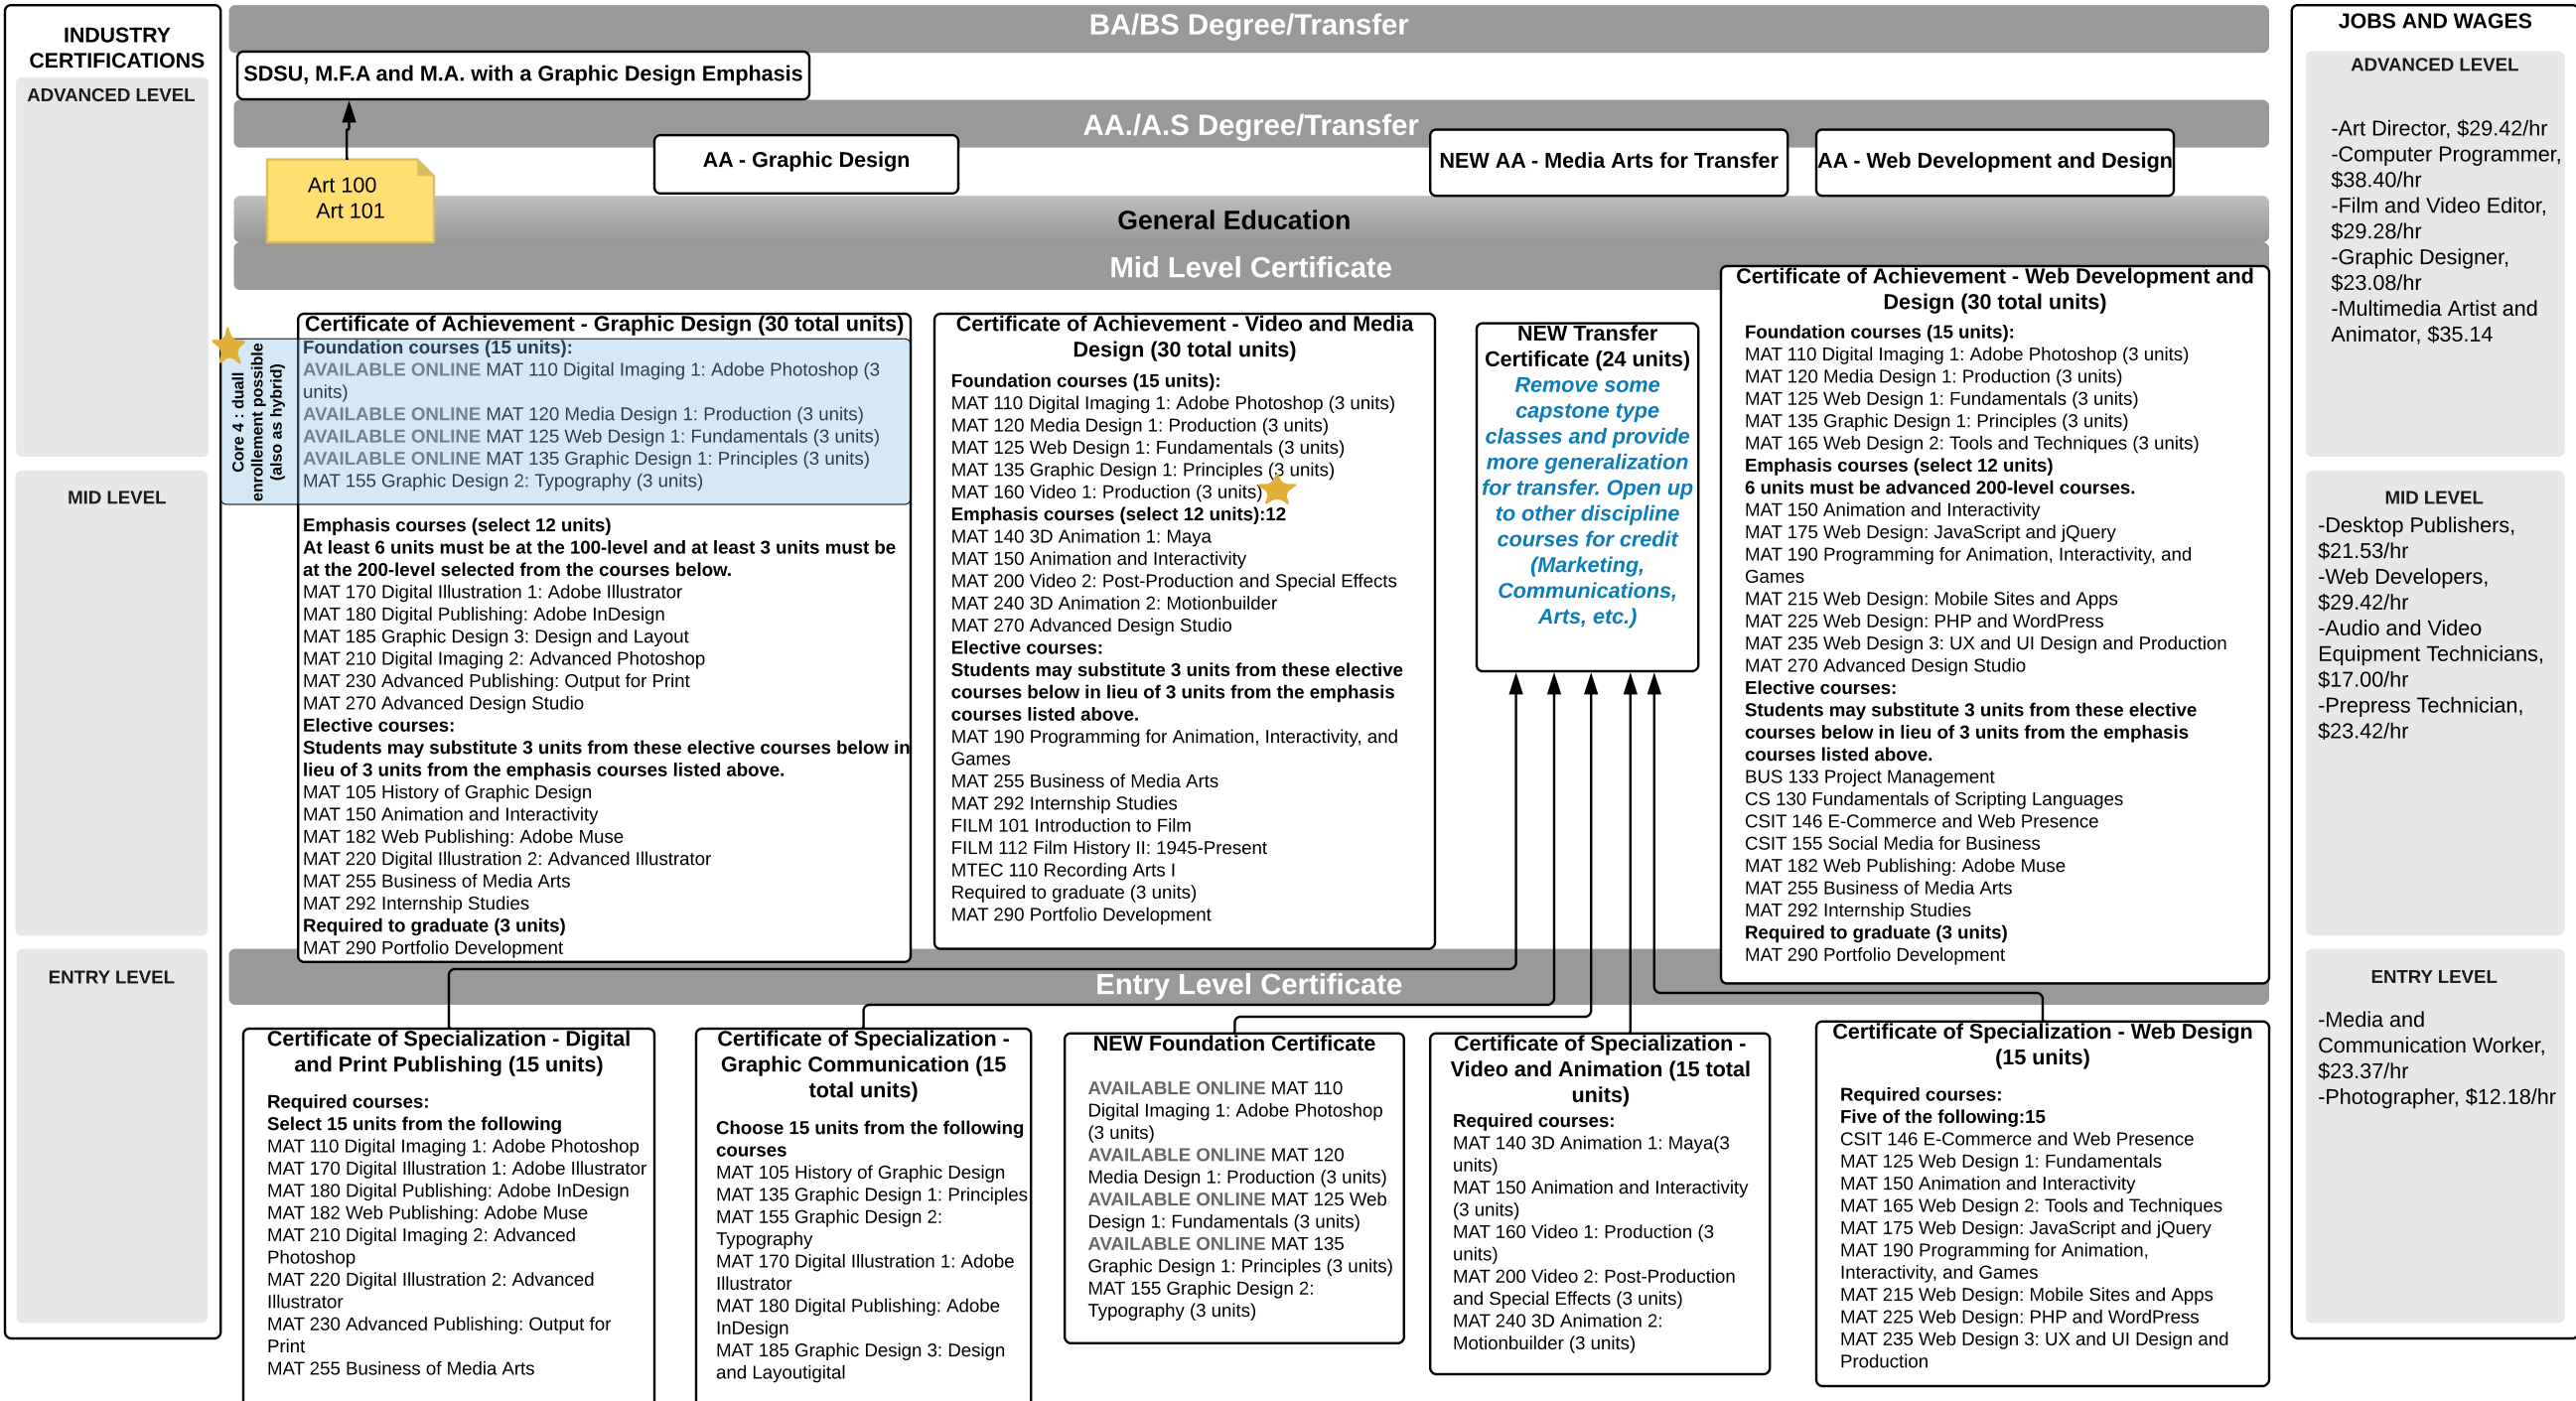 INDUSTRY
CERTIFICATIONS
ADVANCED LEVEL
MID LEVEL
ENTRY LEVEL
BA/BS Degree/Transfer
SDSU, M.F.A and M.A. with a Graphic Design Emphasis
AA./A.S Degree/Transfer
Art 100
Art 101
AA - Graphic Design
NEW AA - Media Arts for Transfer
AA - Web Development and Design
General Education
Mid Level Certificate
Core 4 : duall
enrollement possible
(also as hybrid)
Certificate of Achievement - Graphic Design (30 total units)
Foundation courses (15 units):
AVAILABLE ONLINE MAT 110 Digital Imaging 1: Adobe Photoshop (3
units)
AVAILABLE ONLINE MAT 120 Media Design 1: Production (3 units)
AVAILABLE ONLINE MAT 125 Web Design 1: Fundamentals (3 units)
AVAILABLE ONLINE MAT 135 Graphic Design 1: Principles (3 units)
MAT 155 Graphic Design 2: Typography (3 units)
Emphasis courses (select 12 units)
At least 6 units must be at the 100-level and at least 3 units must be
at the 200-level selected from the courses below.
MAT 170 Digital Illustration 1: Adobe Illustrator
MAT 180 Digital Publishing: Adobe InDesign
MAT 185 Graphic Design 3: Design and Layout
MAT 210 Digital Imaging 2: Advanced Photoshop
MAT 230 Advanced Publishing: Output for Print
MAT 270 Advanced Design Studio
Elective courses:
Students may substitute 3 units from these elective courses below in
lieu of 3 units from the emphasis courses listed above.
MAT 105 History of Graphic Design
MAT 150 Animation and Interactivity
MAT 182 Web Publishing: Adobe Muse
MAT 220 Digital Illustration 2: Advanced Illustrator
MAT 255 Business of Media Arts
MAT 292 Internship Studies
Required to graduate (3 units)
MAT 290 Portfolio Development
Certificate of Achievement - Video and Media
Design (30 total units)
Foundation courses (15 units):
MAT 110 Digital Imaging 1: Adobe Photoshop (3 units)
MAT 120 Media Design 1: Production (3 units)
MAT 125 Web Design 1: Fundamentals (3 units)
MAT 135 Graphic Design 1: Principles (3 units)
MAT 160 Video 1: Production (3 units)
Emphasis courses (select 12 units):12
MAT 140 3D Animation 1: Maya
MAT 150 Animation and Interactivity
MAT 200 Video 2: Post-Production and Special Effects
MAT 240 3D Animation 2: Motionbuilder
MAT 270 Advanced Design Studio
Elective courses:
Students may substitute 3 units from these elective
courses below in lieu of 3 units from the emphasis
courses listed above.
MAT 190 Programming for Animation, Interactivity, and
Games
MAT 255 Business of Media Arts
MAT 292 Internship Studies
FILM 101 Introduction to Film
FILM 112 Film History II: 1945-Present
MTEC 110 Recording Arts I
Required to graduate (3 units)
MAT 290 Portfolio Development
NEW Transfer
Certificate (24 units)
Remove some
capstone type
classes and provide
more generalization
for transfer. Open up
to other discipline
courses for credit
(Marketing,
Communications,
Arts, etc.)
Certificate of Achievement - Web Development and
Design (30 total units)
Foundation courses (15 units):
MAT 110 Digital Imaging 1: Adobe Photoshop (3 units)
MAT 120 Media Design 1: Production (3 units)
MAT 125 Web Design 1: Fundamentals (3 units)
MAT 135 Graphic Design 1: Principles (3 units)
MAT 165 Web Design 2: Tools and Techniques (3 units)
Emphasis courses (select 12 units)
6 units must be advanced 200-level courses.
MAT 150 Animation and Interactivity
MAT 175 Web Design: JavaScript and jQuery
MAT 190 Programming for Animation, Interactivity, and
Games
MAT 215 Web Design: Mobile Sites and Apps
MAT 225 Web Design: PHP and WordPress
MAT 235 Web Design 3: UX and UI Design and Production
MAT 270 Advanced Design Studio
Elective courses:
Students may substitute 3 units from these elective
courses below in lieu of 3 units from the emphasis
courses listed above.
BUS 133 Project Management
CS 130 Fundamentals of Scripting Languages
CSIT 146 E-Commerce and Web Presence
CSIT 155 Social Media for Business
MAT 182 Web Publishing: Adobe Muse
MAT 255 Business of Media Arts
MAT 292 Internship Studies
Required to graduate (3 units)
MAT 290 Portfolio Development
Entry Level Certificate
Certificate of Specialization - Digital
and Print Publishing (15 units)
Required courses:
Select 15 units from the following
MAT 110 Digital Imaging 1: Adobe Photoshop
MAT 170 Digital Illustration 1: Adobe Illustrator
MAT 180 Digital Publishing: Adobe InDesign
MAT 182 Web Publishing: Adobe Muse
MAT 210 Digital Imaging 2: Advanced
Photoshop
MAT 220 Digital Illustration 2: Advanced
Illustrator
MAT 230 Advanced Publishing: Output for
Print
MAT 255 Business of Media Arts
Certificate of Specialization -
Graphic Communication (15
total units)
Choose 15 units from the following
courses
MAT 105 History of Graphic Design
MAT 135 Graphic Design 1: Principles
MAT 155 Graphic Design 2:
Typography
MAT 170 Digital Illustration 1: Adobe
Illustrator
MAT 180 Digital Publishing: Adobe
InDesign
MAT 185 Graphic Design 3: Design
and Layoutigital
NEW Foundation Certificate
AVAILABLE ONLINE MAT 110
Digital Imaging 1: Adobe Photoshop
(3 units)
AVAILABLE ONLINE MAT 120
Media Design 1: Production (3 units)
AVAILABLE ONLINE MAT 125 Web
Design 1: Fundamentals (3 units)
AVAILABLE ONLINE MAT 135
Graphic Design 1: Principles (3 units)
MAT 155 Graphic Design 2:
Typography (3 units)
Certificate of Specialization -
Video and Animation (15 total
units)
Required courses:
MAT 140 3D Animation 1: Maya(3
units)
MAT 150 Animation and Interactivity
(3 units)
MAT 160 Video 1: Production (3
units)
MAT 200 Video 2: Post-Production
and Special Effects (3 units)
MAT 240 3D Animation 2:
Motionbuilder (3 units)
Certificate of Specialization - Web Design
(15 units)
Required courses:
Five of the following:15
CSIT 146 E-Commerce and Web Presence
MAT 125 Web Design 1: Fundamentals
MAT 150 Animation and Interactivity
MAT 165 Web Design 2: Tools and Techniques
MAT 175 Web Design: JavaScript and jQuery
MAT 190 Programming for Animation,
Interactivity, and Games
MAT 215 Web Design: Mobile Sites and Apps
MAT 225 Web Design: PHP and WordPress
MAT 235 Web Design 3: UX and UI Design and
Production
JOBS AND WAGES
ADVANCED LEVEL
-Art Director, $29.42/hr
-Computer Programmer,
$38.40/hr
-Film and Video Editor,
$29.28/hr
-Graphic Designer,
$23.08/hr
-Multimedia Artist and
Animator, $35.14
MID LEVEL
-Desktop Publishers,
$21.53/hr
-Web Developers,
$29.42/hr
-Audio and Video
Equipment Technicians,
$17.00/hr
-Prepress Technician,
$23.42/hr
ENTRY LEVEL
-Media and
Communication Worker,
$23.37/hr
-Photographer, $12.18/hr